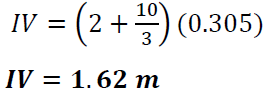 IV = (2 + 10/3) (0.305)
IV = 1.62 m